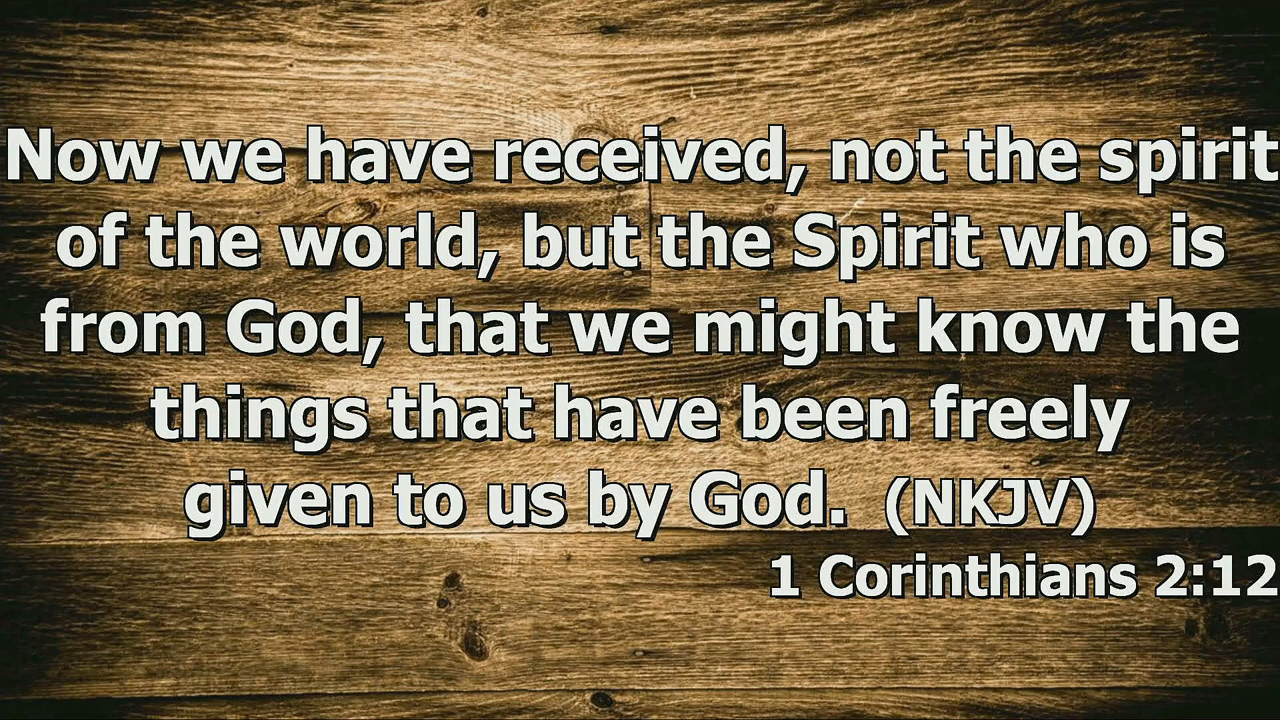 Now we have received, not the spirit
of the world, but the Spirit who is
from God, that we might know the
things that have been freely
given to us by God. (NKJV)
1 Corinthians 2:12